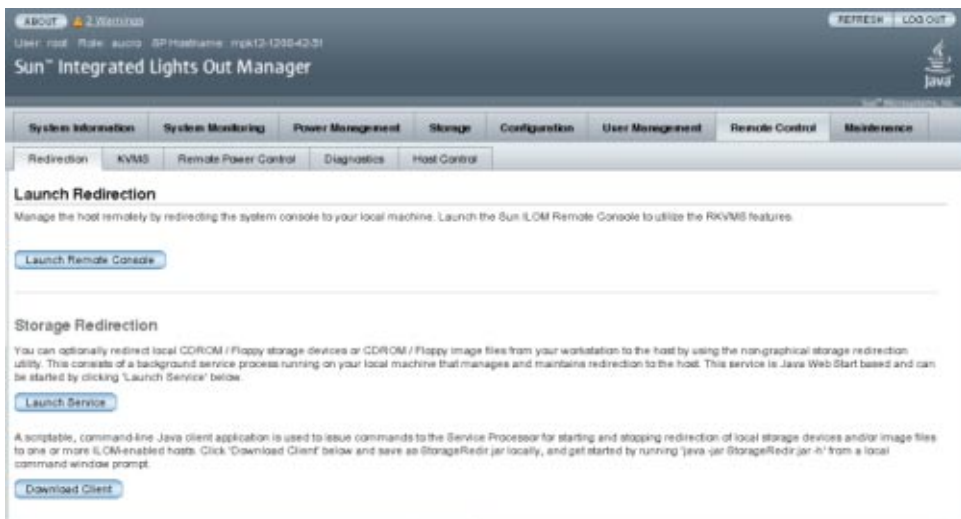 ABOUT 2 Warnings REFRESH LOG OUT
User: root Role: aucro SP Hostname:
Sun™ Integrated Lights Out Manager
Java
System Information System Monitoring Power Management Storage Configuration User Management Remote Control Maintenance
Redirection KVMS Remote Power Control Diagnostics Host Control
Launch Redirection
Manage the host remotely by redirecting the system console to your local machine. Launch the Sun ILOM Remote Console to utilize the RKVMS features.
Launch Remote Console
Storage Redirection
You can optionally redirect local CDROM / Floppy storage devices or CDROM / Floppy image files from your workstation to the host by using the non-graphical storage redirection
utility. This consists of a background service process running on your local machine that manages and maintains redirection to the host. This service is Java Web Start based and can
be started by clicking 'Launch Service' below.
Launch Service
A scriptable, command-line Java client application is used to issue commands to the Service Processor for starting and stopping redirection of local storage devices and/or image files
to one or more ILOM-enabled hosts. Click 'Download Client' below and save as StorageRedir.jar locally, and get started by running 'java -jar StorageRedir.jar -h' from a local
command window prompt.
Download Client